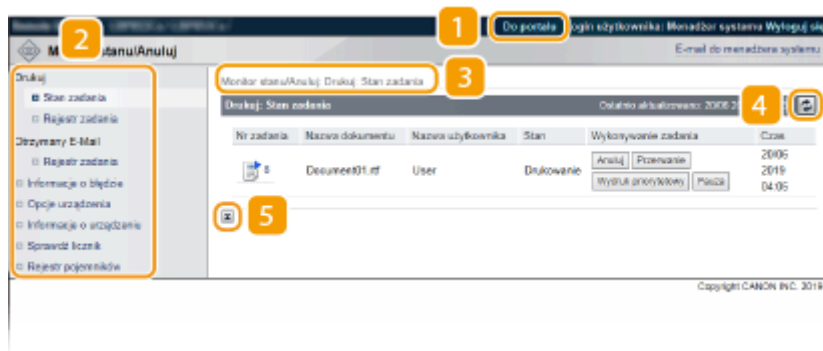 1 Do portalu Login użytkownika: Menadżer systemu Wyloguj się
2 stanu/Anuluj E-mail do menadżera systemu
Drukuj
Stan zadania
Rejestr zadania
Otrzymany E-Mail
Rejestr zadania
Informacje o błędzie
Opcje urządzenia
Informacje o urządzeniu
Sprawdź licznik
Rejestr pojemników
Monitor stanu/Anuluj: Drukuj: Stan zadania 3
Drukuj: Stan zadania Ostatnio aktualizowano: 20/06 4
Nr zadania Nazwa dokumentu Nazwa użytkownika Stan Wykonywanie zadania Czas
Document01.rtf User Drukowanie Anuluj Przerwanie Wydruk priorytetowy Pauza 20/06 2019 04:05
5
Copyright CANON INC. 2019